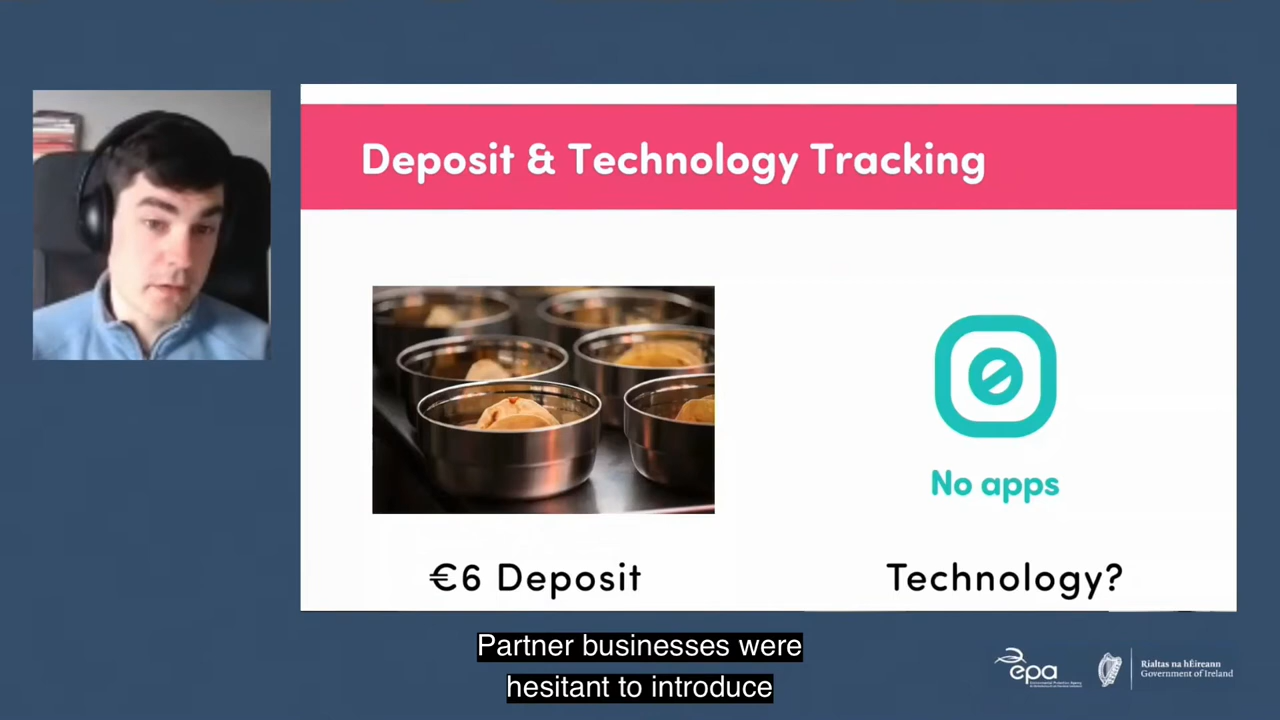 Deposit & Technology Tracking
No apps
€6 Deposit
Technology?
Partner businesses were
hesitant to introduce
epa
Rialtas na hÉireann
Government of Ireland